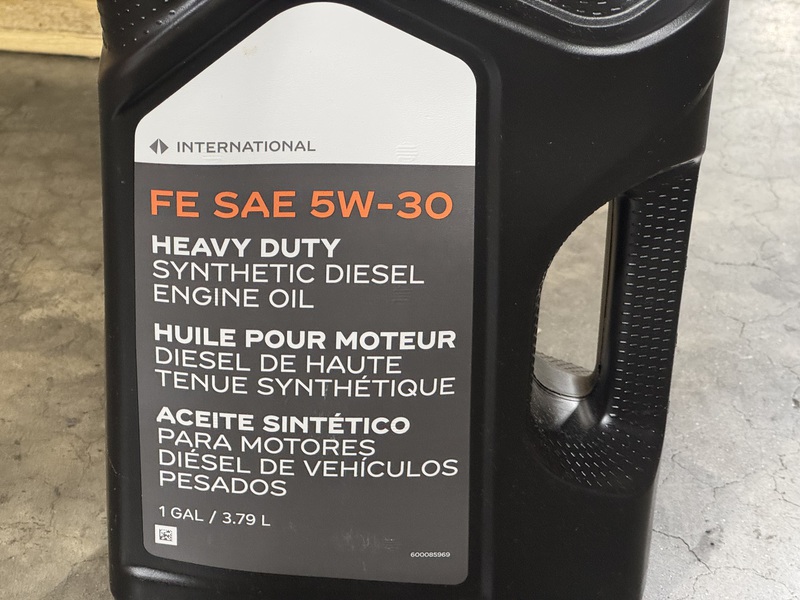 INTERNATIONAL
FE SAE 5W-30
HEAVY DUTY
SYNTHETIC DIESEL
ENGINE OIL
HUILE POUR MOTEUR
DIESEL DE HAUTE
TENUE SYNTHÉTIQUE
ACEITE SINTÉTICO
PARA MOTORES
DIÉSEL DE VEHÍCULOS
PESADOS
1 GAL / 3.79 L
600085969